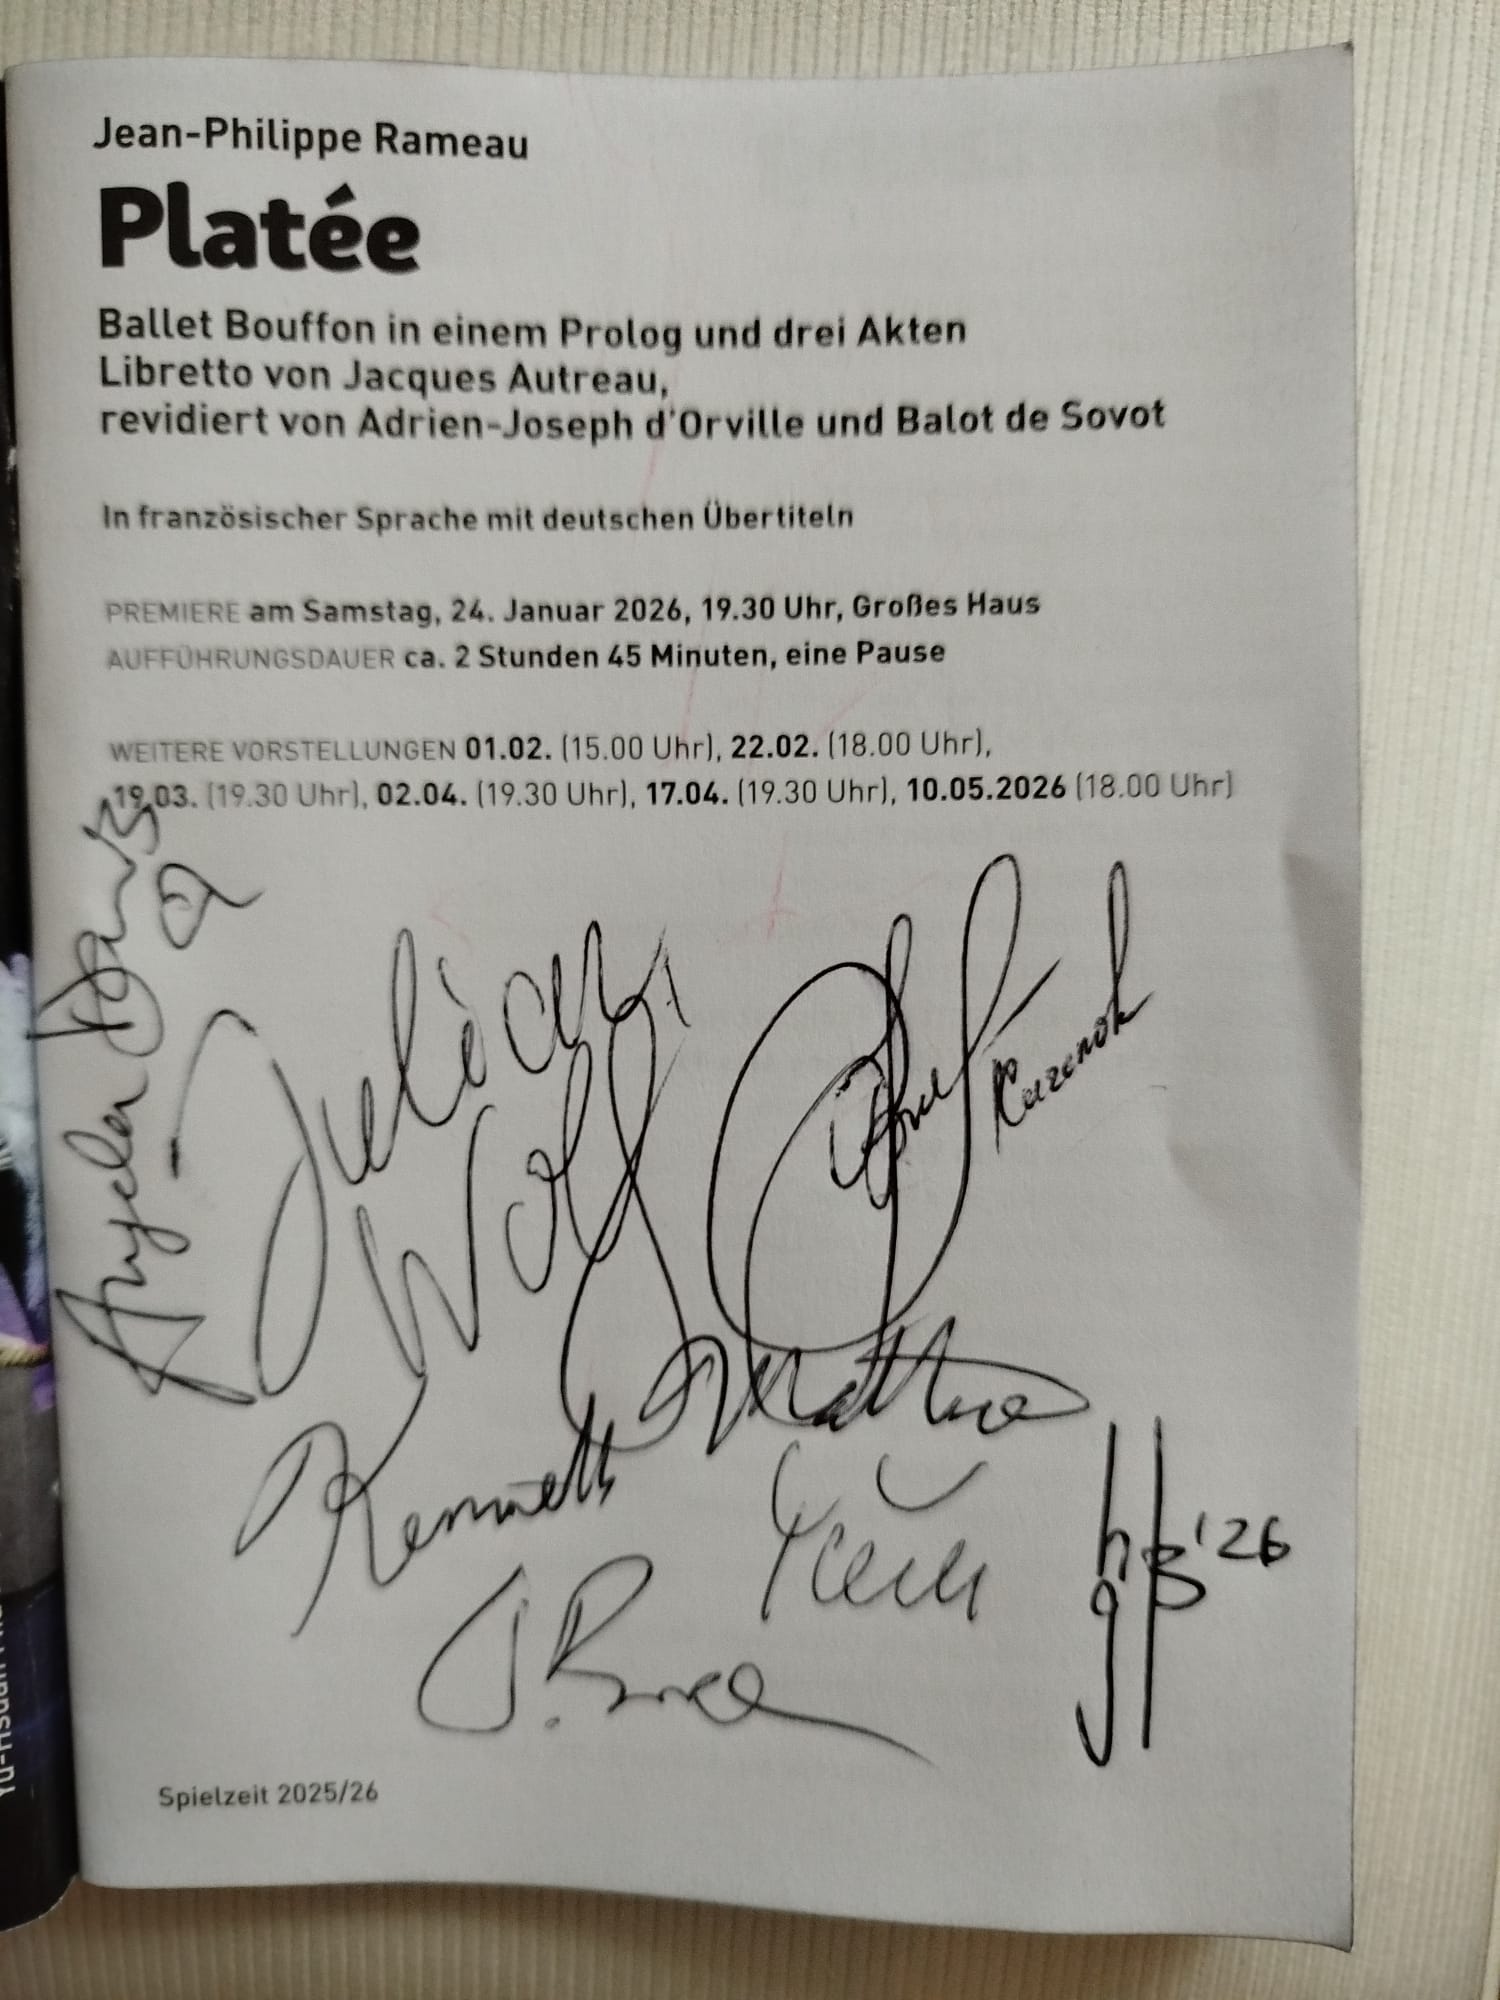 Jean-Philippe Rameau
Platée
Ballet Bouffon in einem Prolog und drei Akten
Libretto von Jacques Autreau,
revidiert von Adrien-Joseph d'Orville und Balot de Sovot
In französischer Sprache mit deutschen Übertiteln
PREMIERE am Samstag, 24. Januar 2026, 19.30 Uhr, Großes Haus
AUFFÜHRUNGSDAUER ca. 2 Stunden 45 Minuten, eine Pause
WEITERE VORSTELLUNGEN 01.02. (15.00 Uhr), 22.02. (18.00 Uhr),
19.03. (19.30 Uhr), 02.04. (19.30 Uhr), 17.04. (19.30 Uhr), 10.05.2026 (18.00 Uhr)
Angela Davis
Julian
Wolf
Kenneth
'26
Spielzeit 2025/26